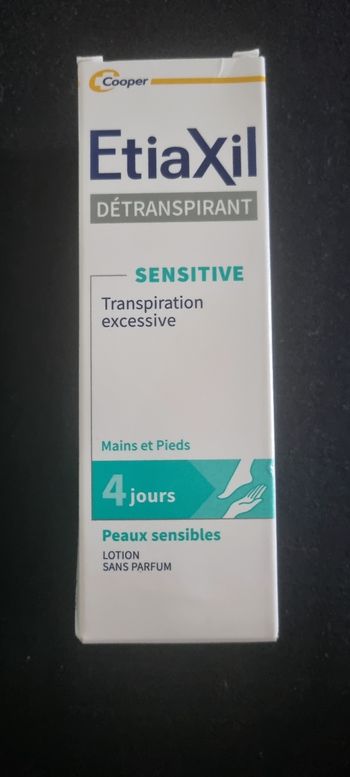 Cooper
EtiaXil
DÉTRANSPIRANT
SENSITIVE
Transpiration
excessive
Mains et Pieds
4 jours
Peaux sensibles
LOTION
SANS PARFUM